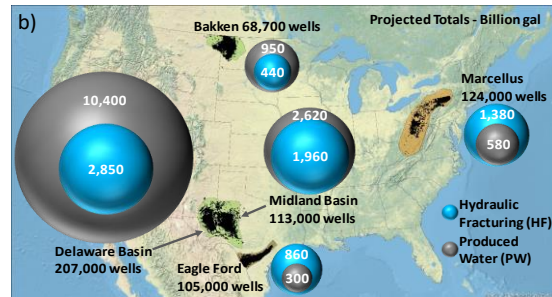 b)
Bakken 68,700 wells
Projected Totals - Billion gal
950
440
Marcellus
124,000 wells
1,380
580
10,400
2,850
2,620
1,960
Midland Basin
113,000 wells
Delaware Basin
207,000 wells
Eagle Ford
105,000 wells
860
300
Hydraulic
Fracturing (HF)
Produced
Water (PW)